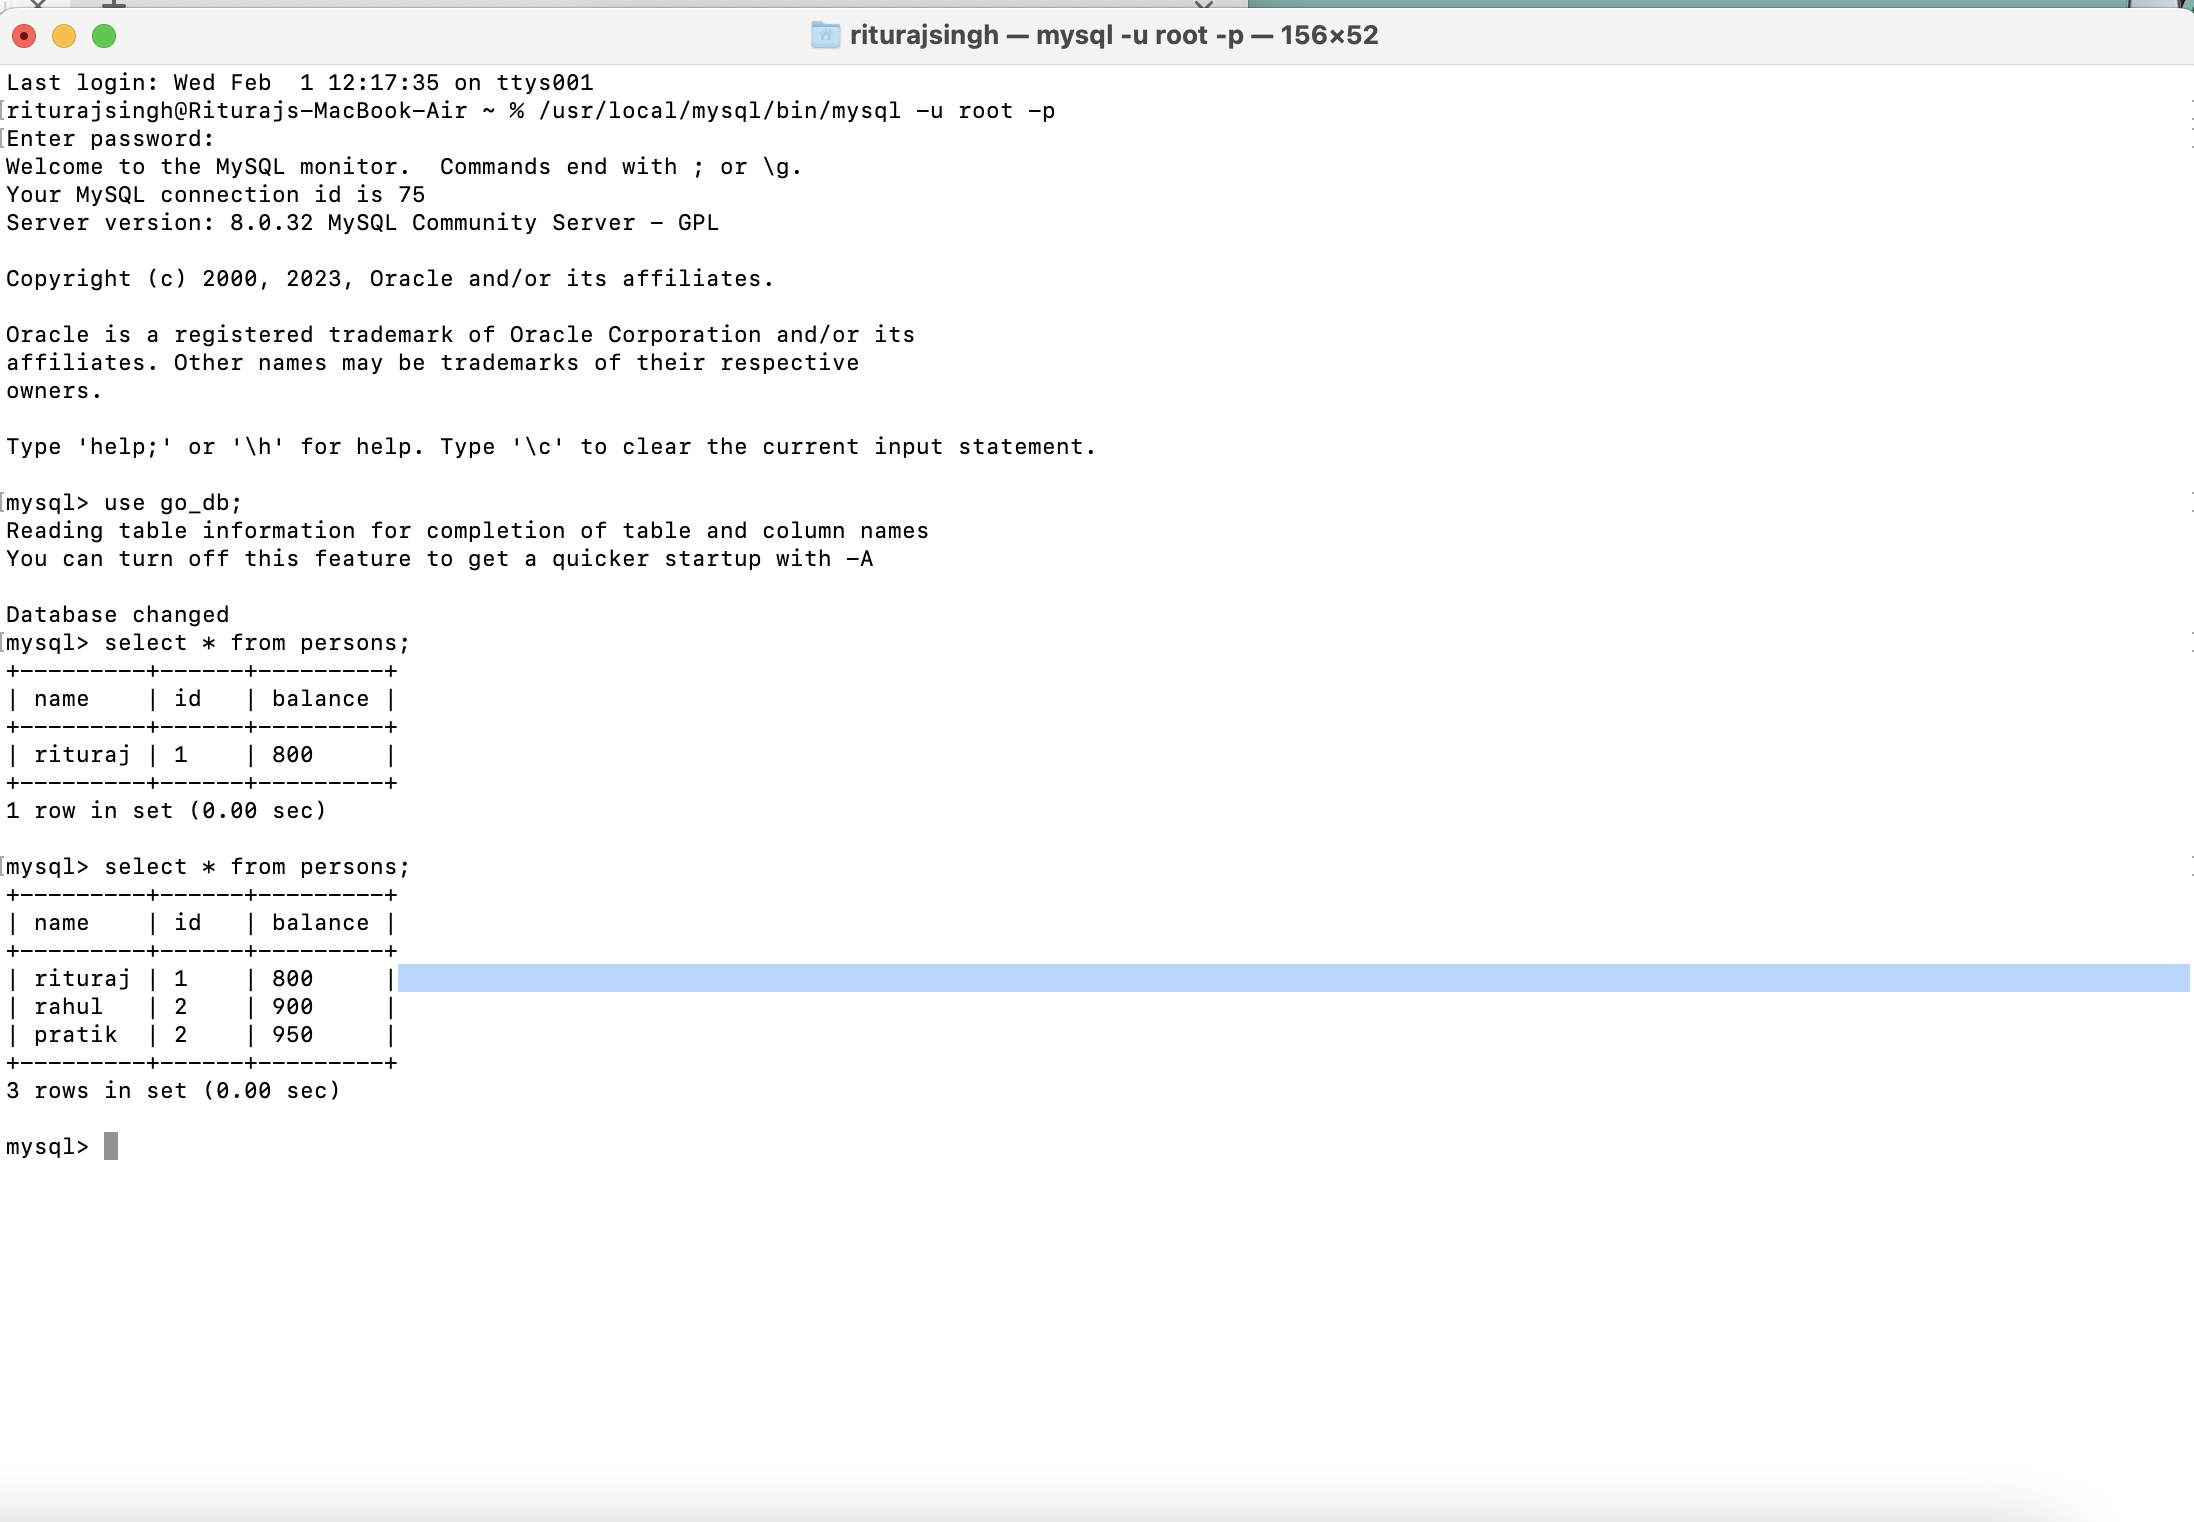 riturajsingh — mysql -u root -p — 156×52
Last login: Wed Feb  1 12:17:35 on ttys001
[riturajsingh@Riturajs-MacBook-Air ~ % /usr/local/mysql/bin/mysql -u root -p
[Enter password:
Welcome to the MySQL monitor.  Commands end with ; or \g.
Your MySQL connection id is 75
Server version: 8.0.32 MySQL Community Server - GPL

Copyright (c) 2000, 2023, Oracle and/or its affiliates.

Oracle is a registered trademark of Oracle Corporation and/or its
affiliates. Other names may be trademarks of their respective
owners.

Type 'help;' or '\h' for help. Type '\c' to clear the current input statement.

[mysql> use go_db;
Reading table information for completion of table and column names
You can turn off this feature to get a quicker startup with -A

Database changed
[mysql> select * from persons;
+---------+------+---------+
| name    | id   | balance |
+---------+------+---------+
| rituraj | 1    | 800     |
+---------+------+---------+
1 row in set (0.00 sec)

[mysql> select * from persons;
+---------+------+---------+
| name    | id   | balance |
+---------+------+---------+
| rituraj | 1    | 800     |
| rahul   | 2    | 900     |
| pratik  | 2    | 950     |
+---------+------+---------+
3 rows in set (0.00 sec)

mysql>